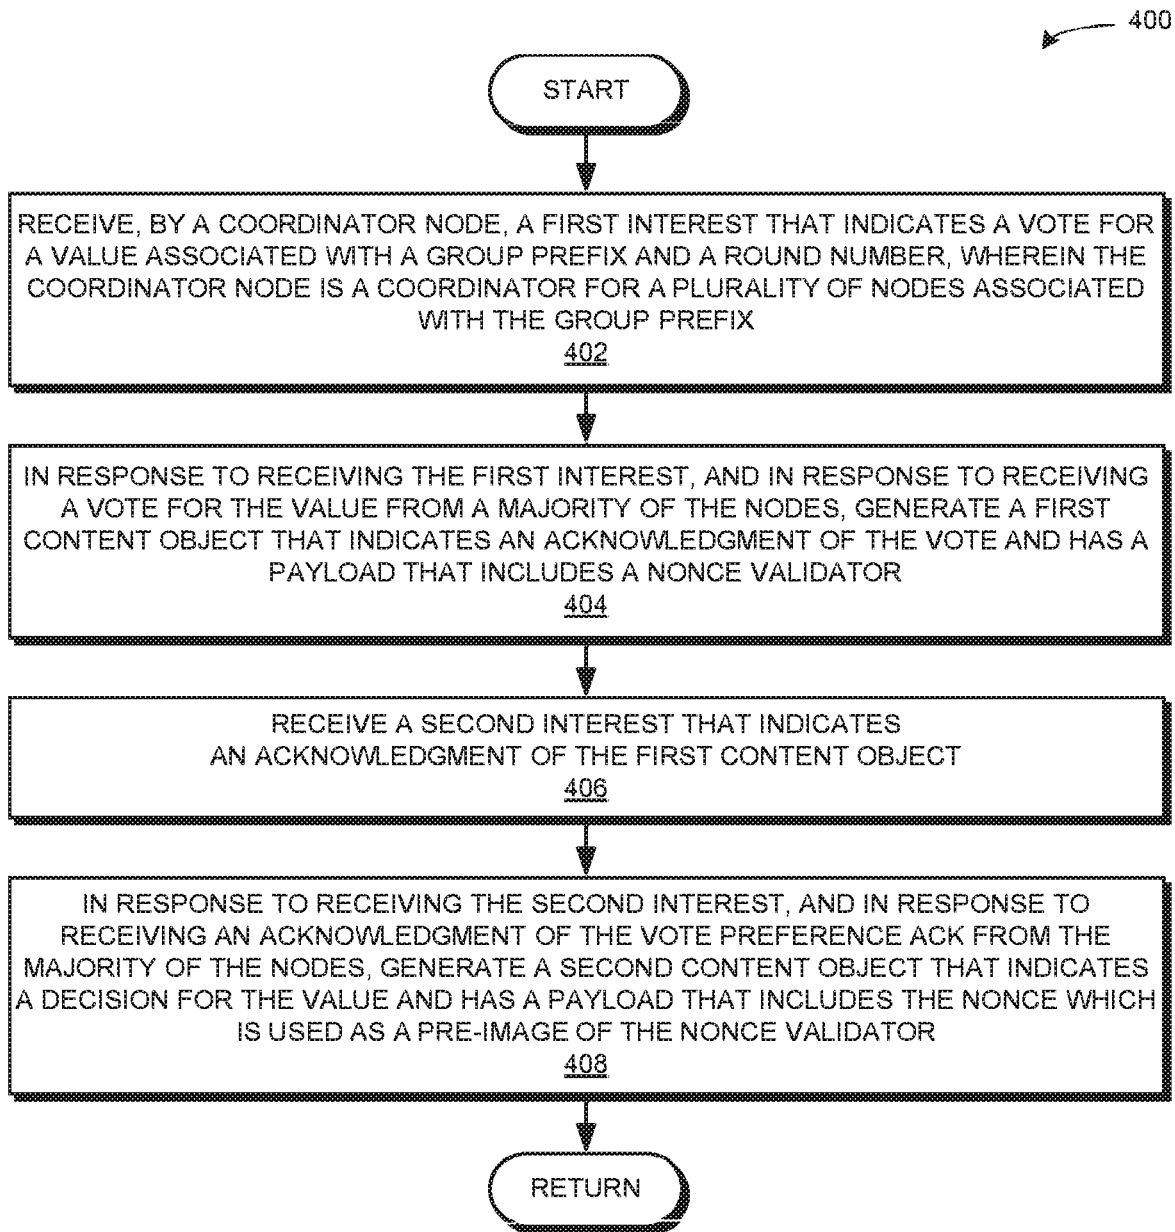 400
START
RECEIVE, BY A COORDINATOR NODE, A FIRST INTEREST THAT INDICATES A VOTE FOR
A VALUE ASSOCIATED WITH A GROUP PREFIX AND A ROUND NUMBER, WHEREIN THE
COORDINATOR NODE IS A COORDINATOR FOR A PLURALITY OF NODES ASSOCIATED
WITH THE GROUP PREFIX
402
IN RESPONSE TO RECEIVING THE FIRST INTEREST, AND IN RESPONSE TO RECEIVING
A VOTE FOR THE VALUE FROM A MAJORITY OF THE NODES, GENERATE A FIRST
CONTENT OBJECT THAT INDICATES AN ACKNOWLEDGMENT OF THE VOTE AND HAS A
PAYLOAD THAT INCLUDES A NONCE VALIDATOR
404
RECEIVE A SECOND INTEREST THAT INDICATES
AN ACKNOWLEDGMENT OF THE FIRST CONTENT OBJECT
406
IN RESPONSE TO RECEIVING THE SECOND INTEREST, AND IN RESPONSE TO
RECEIVING AN ACKNOWLEDGMENT OF THE VOTE PREFERENCE ACK FROM THE
MAJORITY OF THE NODES, GENERATE A SECOND CONTENT OBJECT THAT INDICATES
A DECISION FOR THE VALUE AND HAS A PAYLOAD THAT INCLUDES THE NONCE WHICH
IS USED AS A PRE-IMAGE OF THE NONCE VALIDATOR
408
RETURN